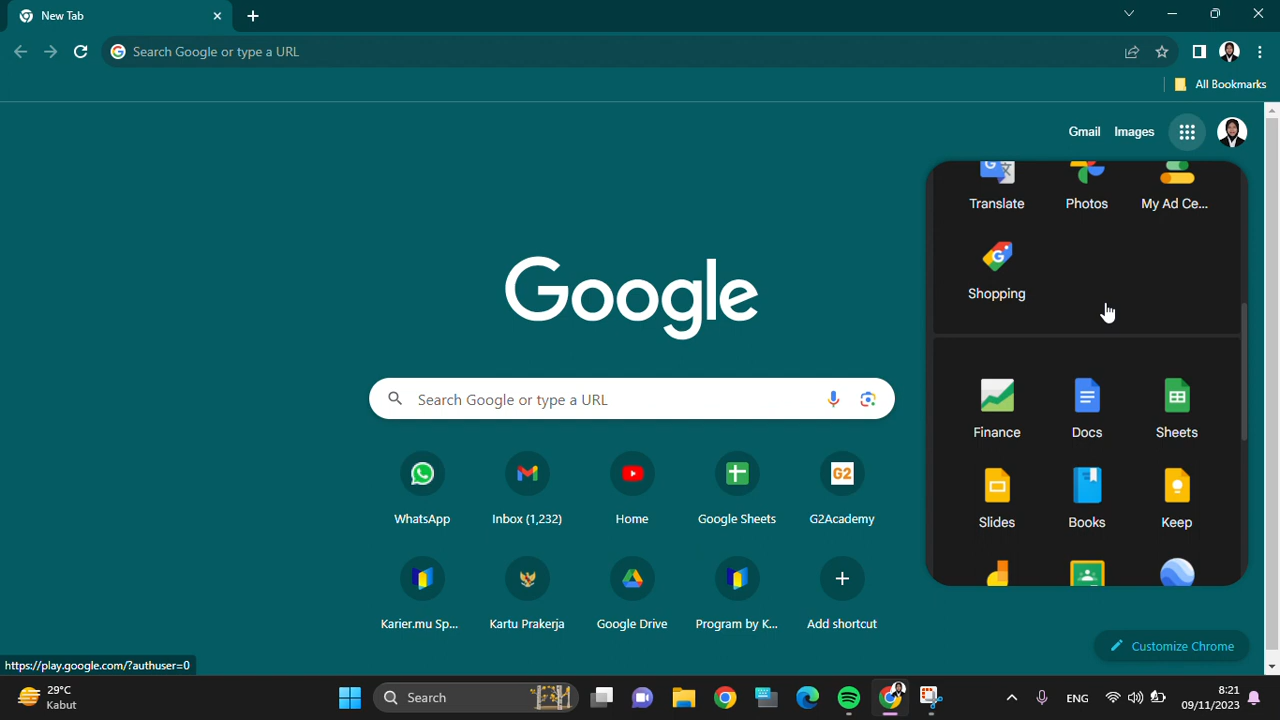 New Tab
Search Google or type a URL
All Bookmarks
Gmail Images
Translate Photos My Ad Ce...
Shopping
Google
Search Google or type a URL
Finance Docs Sheets
Slides Books Keep
WhatsApp Inbox (1,232) Home Google Sheets G2Academy
G2
Karier.mu Sp... Kartu Prakerja Google Drive Program by K... Add shortcut
Customize Chrome
https://play.google.com/?authuser=0
29°C
Kabut
Search
ENG
8:21
09/11/2023